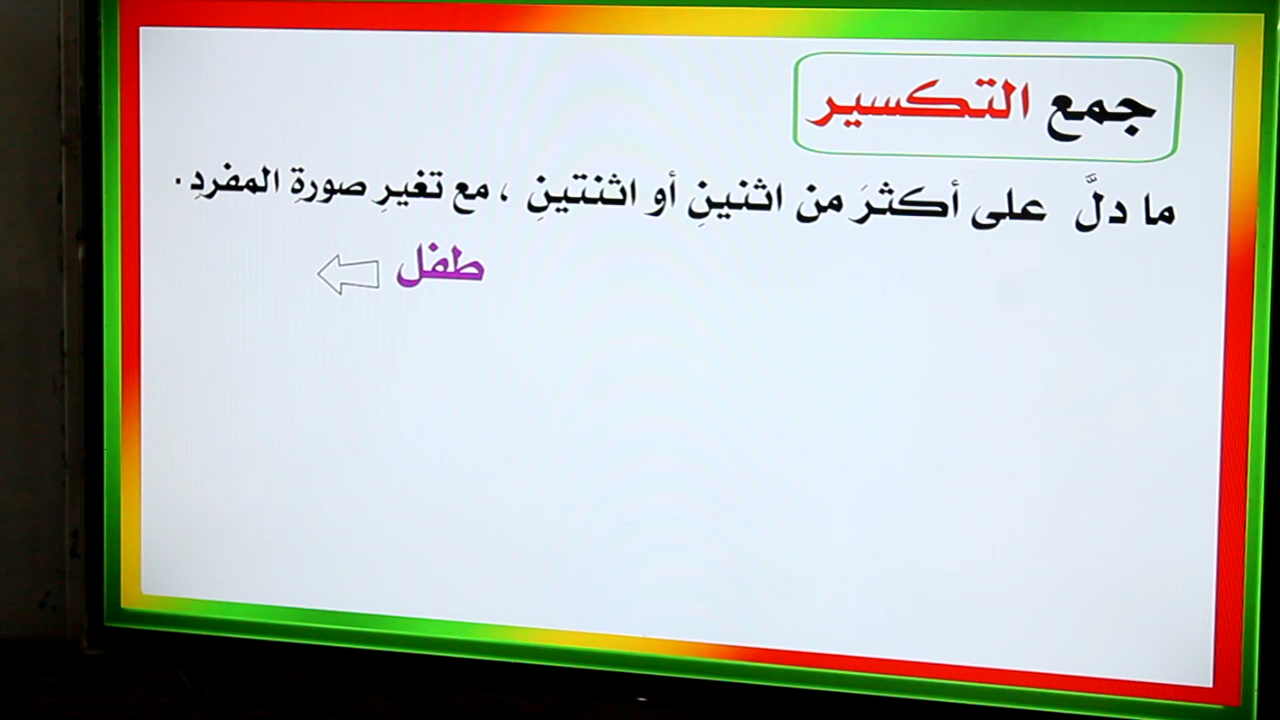 جمع التكسير
ما دلَّ على أكثرَ من اثنينِ أو اثنتينِ ، مع تغيرِ صورةِ المفردِ .
طفل